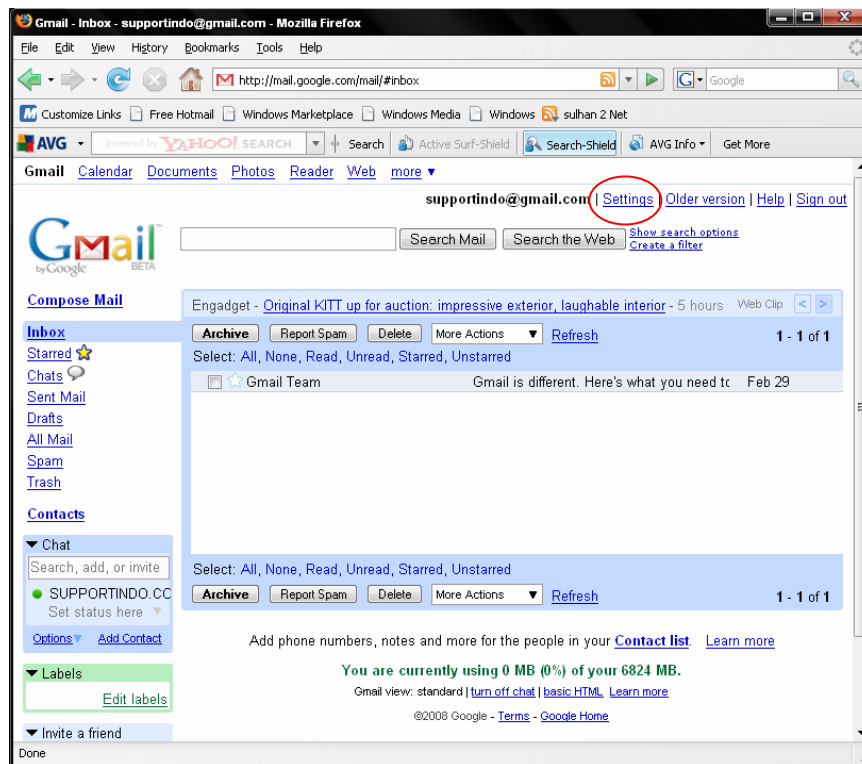 Gmail - Inbox - supportindo@gmail.com - Mozilla Firefox
File Edit View History Bookmarks Tools Help
http://mail.google.com/mail/#inbox
G Google
Customize Links Free Hotmail Windows Marketplace Windows Media Windows sulhan 2 Net
AVG powered by YAHOO! SEARCH Search Active Surf-Shield Search-Shield AVG Info Get More
Gmail Calendar Documents Photos Reader Web more ▼
supportindo@gmail.com | Settings | Older version | Help | Sign out
Gmail™
by Google BETA
Search Mail Search the Web Show search options
Create a filter
Compose Mail
Engadget - Original KITT up for auction: impressive exterior, laughable interior - 5 hours Web Clip < >
Inbox
Archive Report Spam Delete More Actions ▼ Refresh 1 - 1 of 1
Starred
Select: All, None, Read, Unread, Starred, Unstarred
Chats
Gmail Team Gmail is different. Here's what you need to Feb 29
Sent Mail
Drafts
All Mail
Spam
Trash
Contacts
Chat
Search, add, or invite
Select: All, None, Read, Unread, Starred, Unstarred
SUPPORTINDO.CC
Archive Report Spam Delete More Actions ▼ Refresh 1 - 1 of 1
Set status here ▼
Options▼ Add Contact
Add phone numbers, notes and more for the people in your Contact list. Learn more
Labels
You are currently using 0 MB (0%) of your 6824 MB.
Edit labels
Gmail view: standard | turn off chat | basic HTML Learn more
©2008 Google - Terms - Google Home
Invite a friend
Done